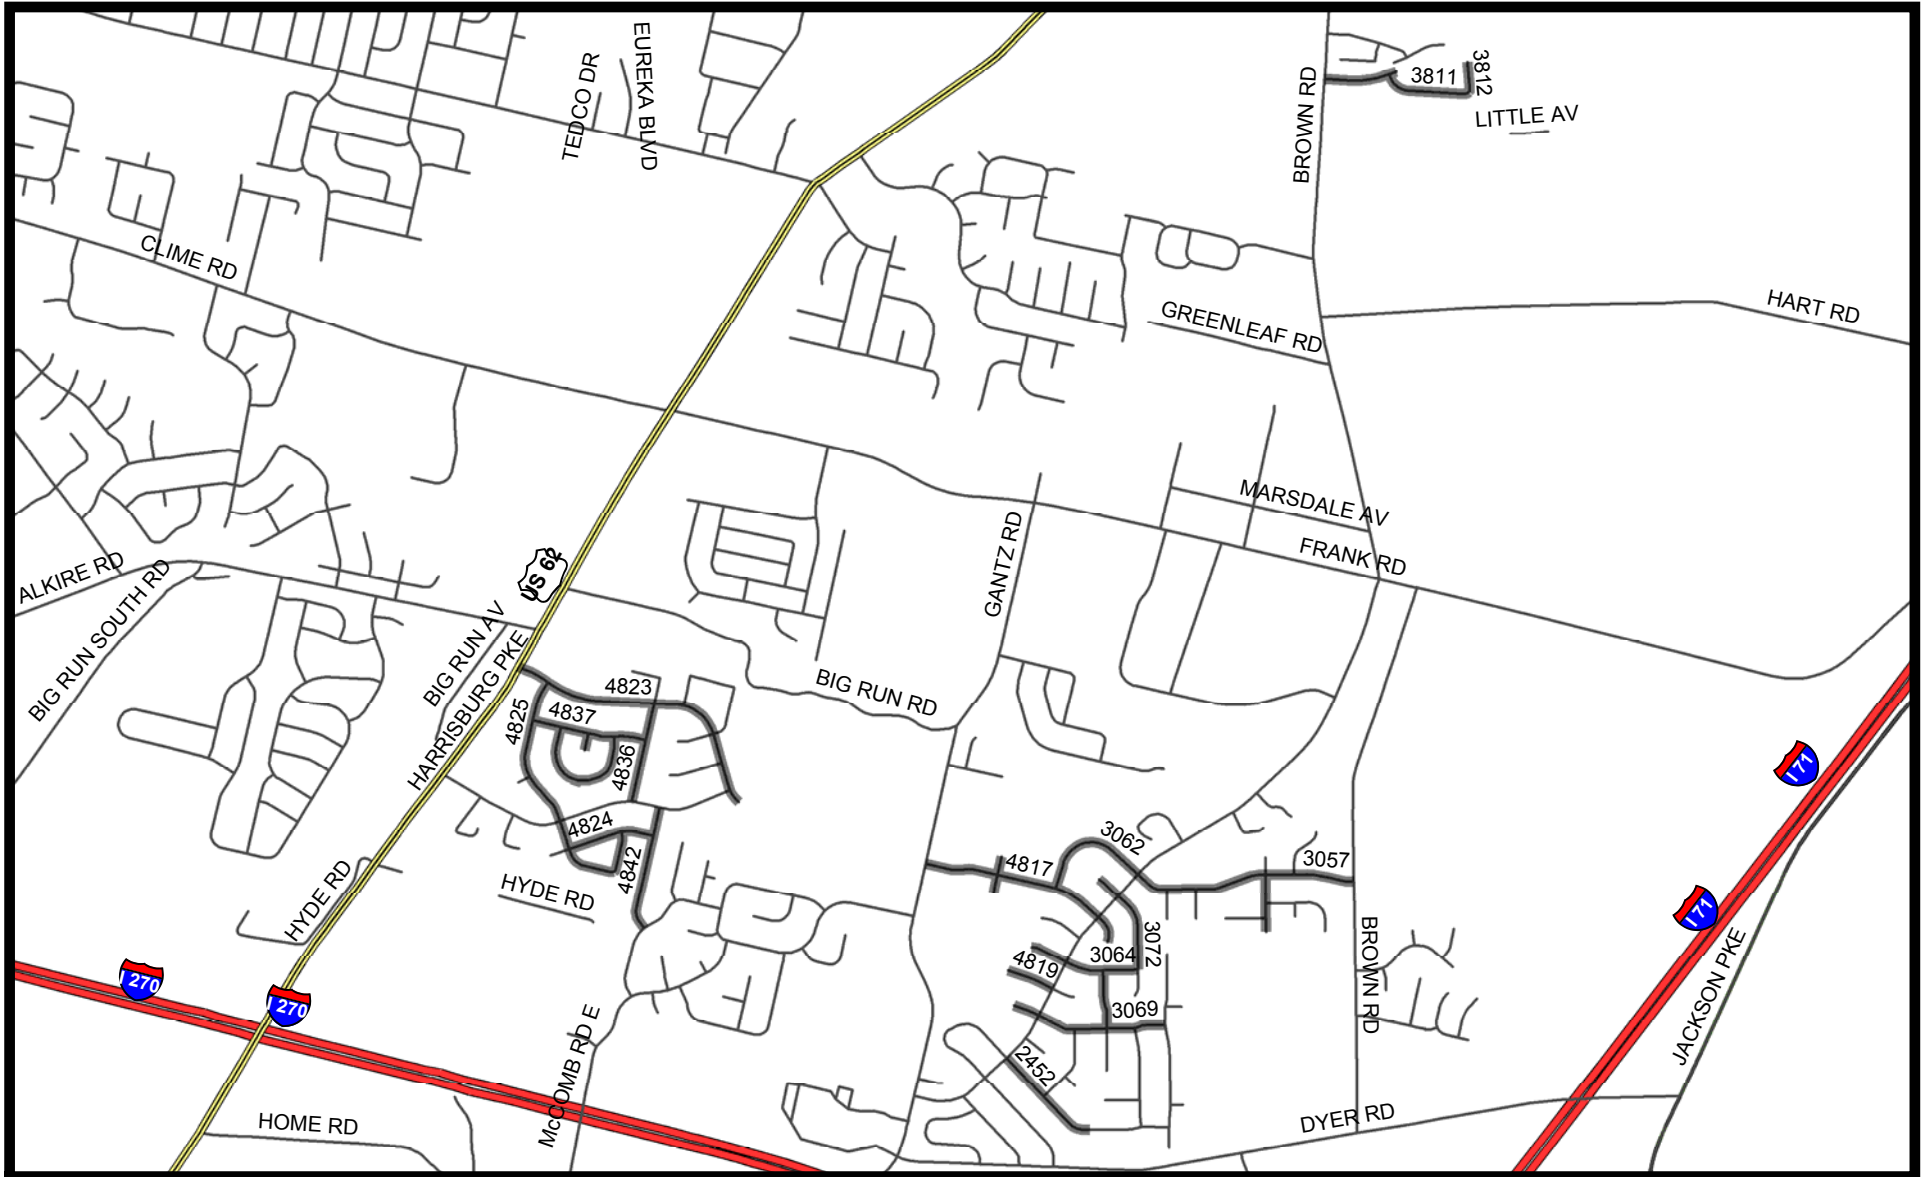 EUREKA BLVD
TEDCO DR
BROWN RD
3811
3812
LITTLE AV
CLIME RD
HART RD
GREENLEAF RD
MARSDALE AV
FRANK RD
GANTZ RD
US 62
ALKIRE RD
BIG RUN SOUTH RD
BIG RUN AV
HARRISBURG PKE
BIG RUN RD
4823
4825
4837
4836
4824
4842
I 71
3062
4817
3057
HYDE RD
HYDE RD
I 71
BROWN RD
3072
3064
4819
3069
JACKSON PKE
I 270
I 270
McCOMB RD E
2452
HOME RD
DYER RD